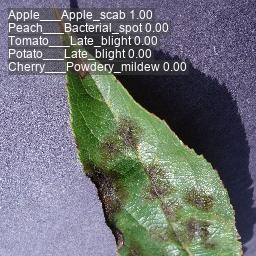 Apple___Apple_scab 1.00
Peach___Bacterial_spot 0.00
Tomato___Late_blight 0.00
Potato___Late_blight 0.00
Cherry___Powdery_mildew 0.00